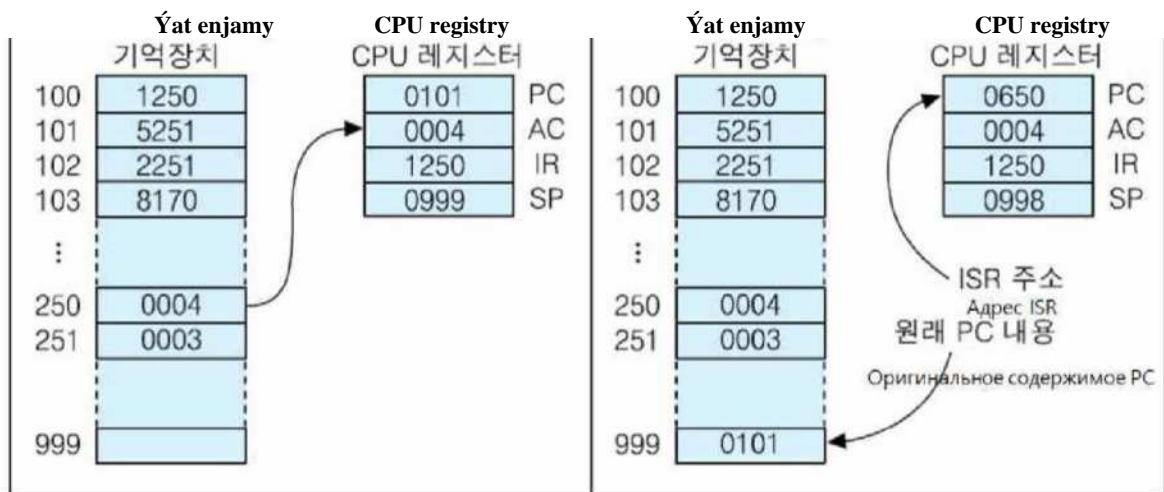 Ýat enjamy CPU registry
기억장치 CPU 레지스터
100 1250 0101 PC
101 5251 0004 AC
102 2251 1250 IR
103 8170 0999 SP
⋮
250 0004
251 0003
999
Ýat enjamy CPU registry
기억장치 CPU 레지스터
100 1250 0650 PC
101 5251 0004 AC
102 2251 1250 IR
103 8170 0998 SP
⋮
ISR 주소
250 0004 Адрес ISR
251 0003 원래 PC 내용
Оригинальное содержимое PC
999 0101